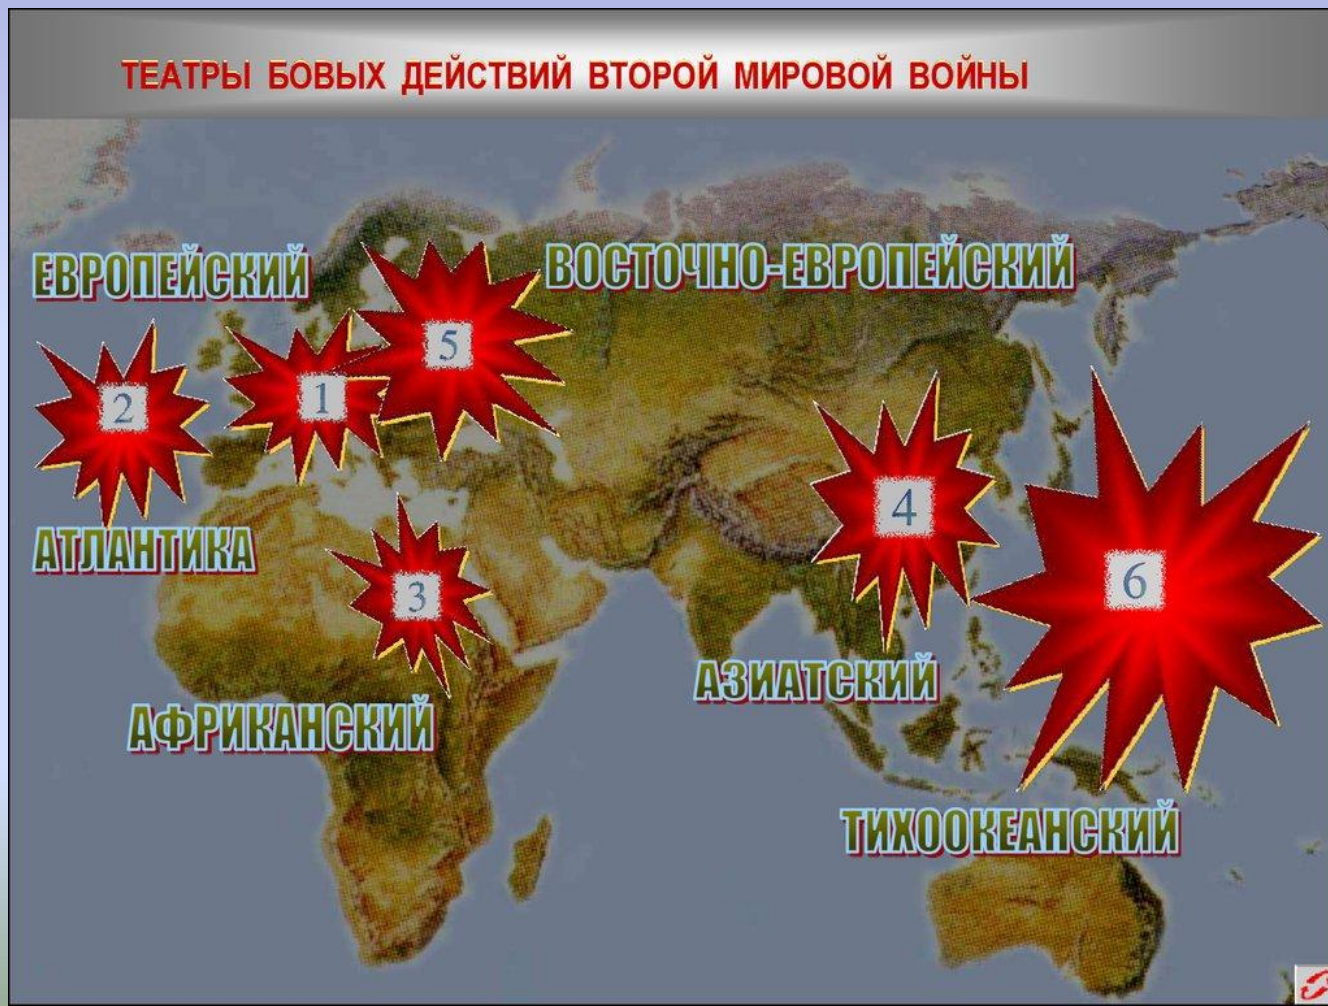 ТЕАТРЫ БОВЫХ ДЕЙСТВИЙ ВТОРОЙ МИРОВОЙ ВОЙНЫ
ЕВРОПЕЙСКИЙ
ВОСТОЧНО-ЕВРОПЕЙСКИЙ
5
1
2
4
АТЛАНТИКА
3
6
АЗИАТСКИЙ
АФРИКАНСКИЙ
ТИХООКЕАНСКИЙ